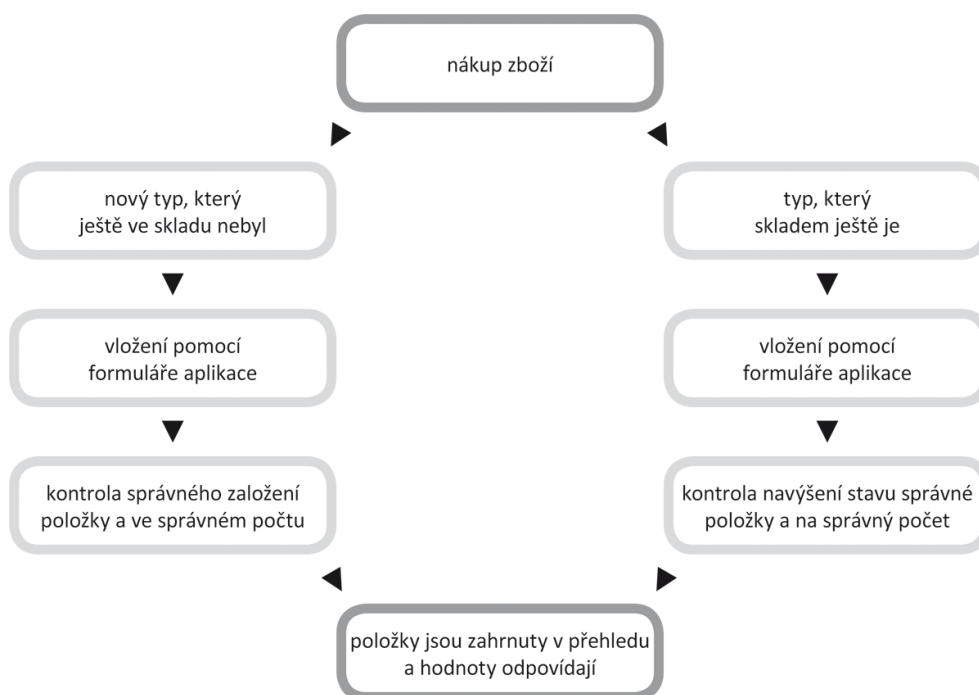 nákup zboží
nový typ, který
ještě ve skladu nebyl
typ, který
skladem ještě je
vložení pomocí
formuláře aplikace
vložení pomocí
formuláře aplikace
kontrola správného založení
položky a ve správném počtu
kontrola navýšení stavu správné
položky a na správný počet
položky jsou zahrnuty v přehledu
a hodnoty odpovídají